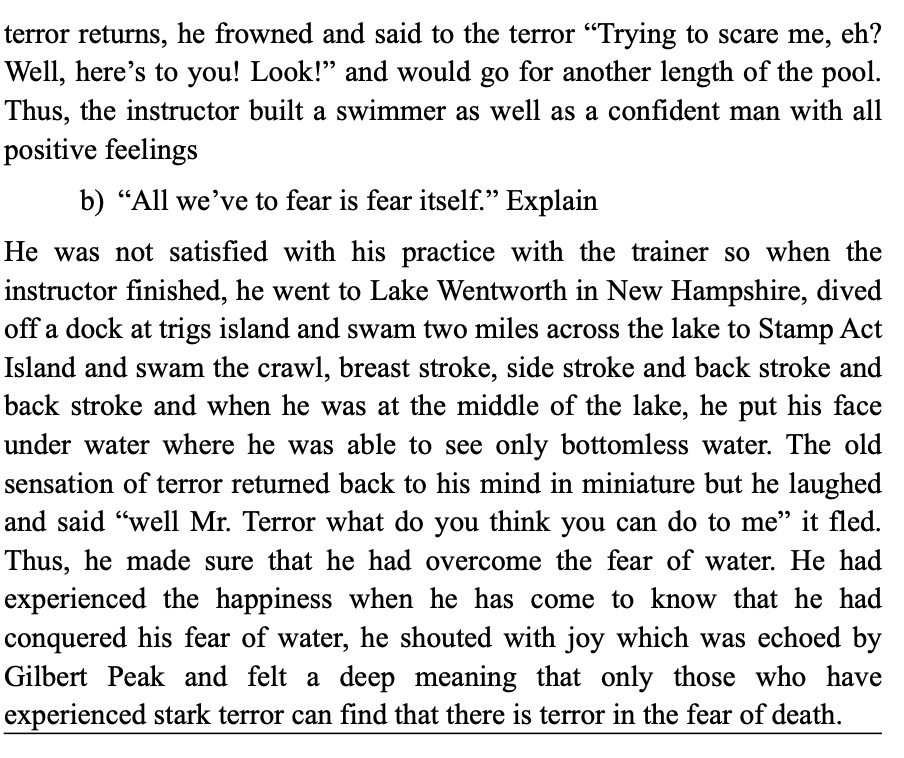 terror returns, he frowned and said to the terror “Trying to scare me, eh?
Well, here’s to you! Look!” and would go for another length of the pool.
Thus, the instructor built a swimmer as well as a confident man with all
positive feelings
b) “All we’ve to fear is fear itself.” Explain
He was not satisfied with his practice with the trainer so when the
instructor finished, he went to Lake Wentworth in New Hampshire, dived
off a dock at trigs island and swam two miles across the lake to Stamp Act
Island and swam the crawl, breast stroke, side stroke and back stroke and
back stroke and when he was at the middle of the lake, he put his face
under water where he was able to see only bottomless water. The old
sensation of terror returned back to his mind in miniature but he laughed
and said “well Mr. Terror what do you think you can do to me” it fled.
Thus, he made sure that he had overcome the fear of water. He had
experienced the happiness when he has come to know that he had
conquered his fear of water, he shouted with joy which was echoed by
Gilbert Peak and felt a deep meaning that only those who have
experienced stark terror can find that there is terror in the fear of death.